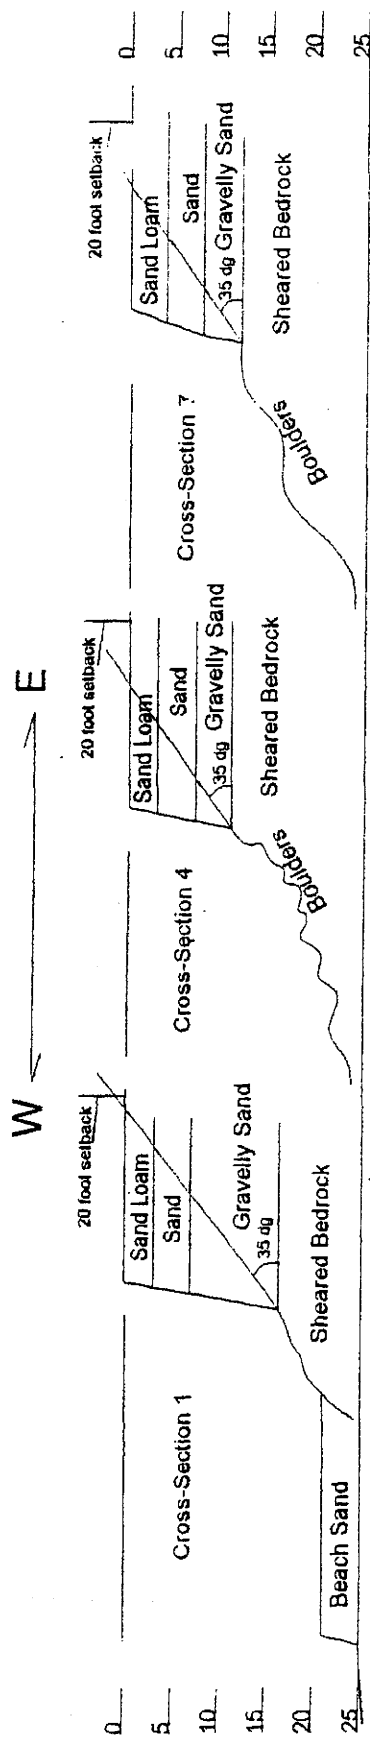 W E
0
5
10
15
20
25
Cross-Section 1
20 foot setback
Sand Loam
Sand
Gravelly Sand
35 dg
Sheared Bedrock
Beach Sand
Cross-Section 4
20 foot setback
Sand Loam
Sand
35 dg Gravelly Sand
Sheared Bedrock
Boulders
Cross-Section 7
20 foot setback
Sand Loam
Sand
35 dg Gravelly Sand
Sheared Bedrock
Boulders
0
5
10
15
20
25